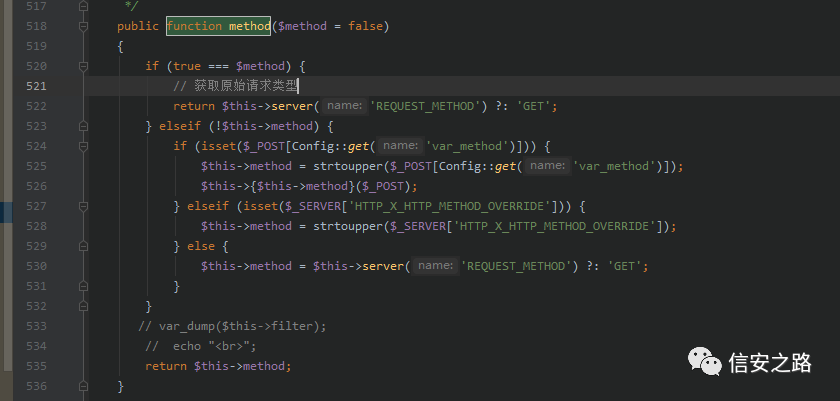 517 */
518 public function method($method = false)
519 {
520 if (true === $method) {
521 // 获取原始请求类型
522 return $this->server( name: 'REQUEST_METHOD') ?: 'GET';
523 } elseif (!$this->method) {
524 if (isset($_POST[Config::get( name: 'var_method')])) {
525 $this->method = strtoupper($_POST[Config::get( name: 'var_method')]);
526 $this->{$this->method}($_POST);
527 } elseif (isset($_SERVER['HTTP_X_HTTP_METHOD_OVERRIDE'])) {
528 $this->method = strtoupper($_SERVER['HTTP_X_HTTP_METHOD_OVERRIDE']);
529 } else {
530 $this->method = $this->server( name: 'REQUEST_METHOD') ?: 'GET';
531 }
532 }
533 // var_dump($this->filter);
534 // echo "<br>";
535 return $this->method;
536 }
信安之路